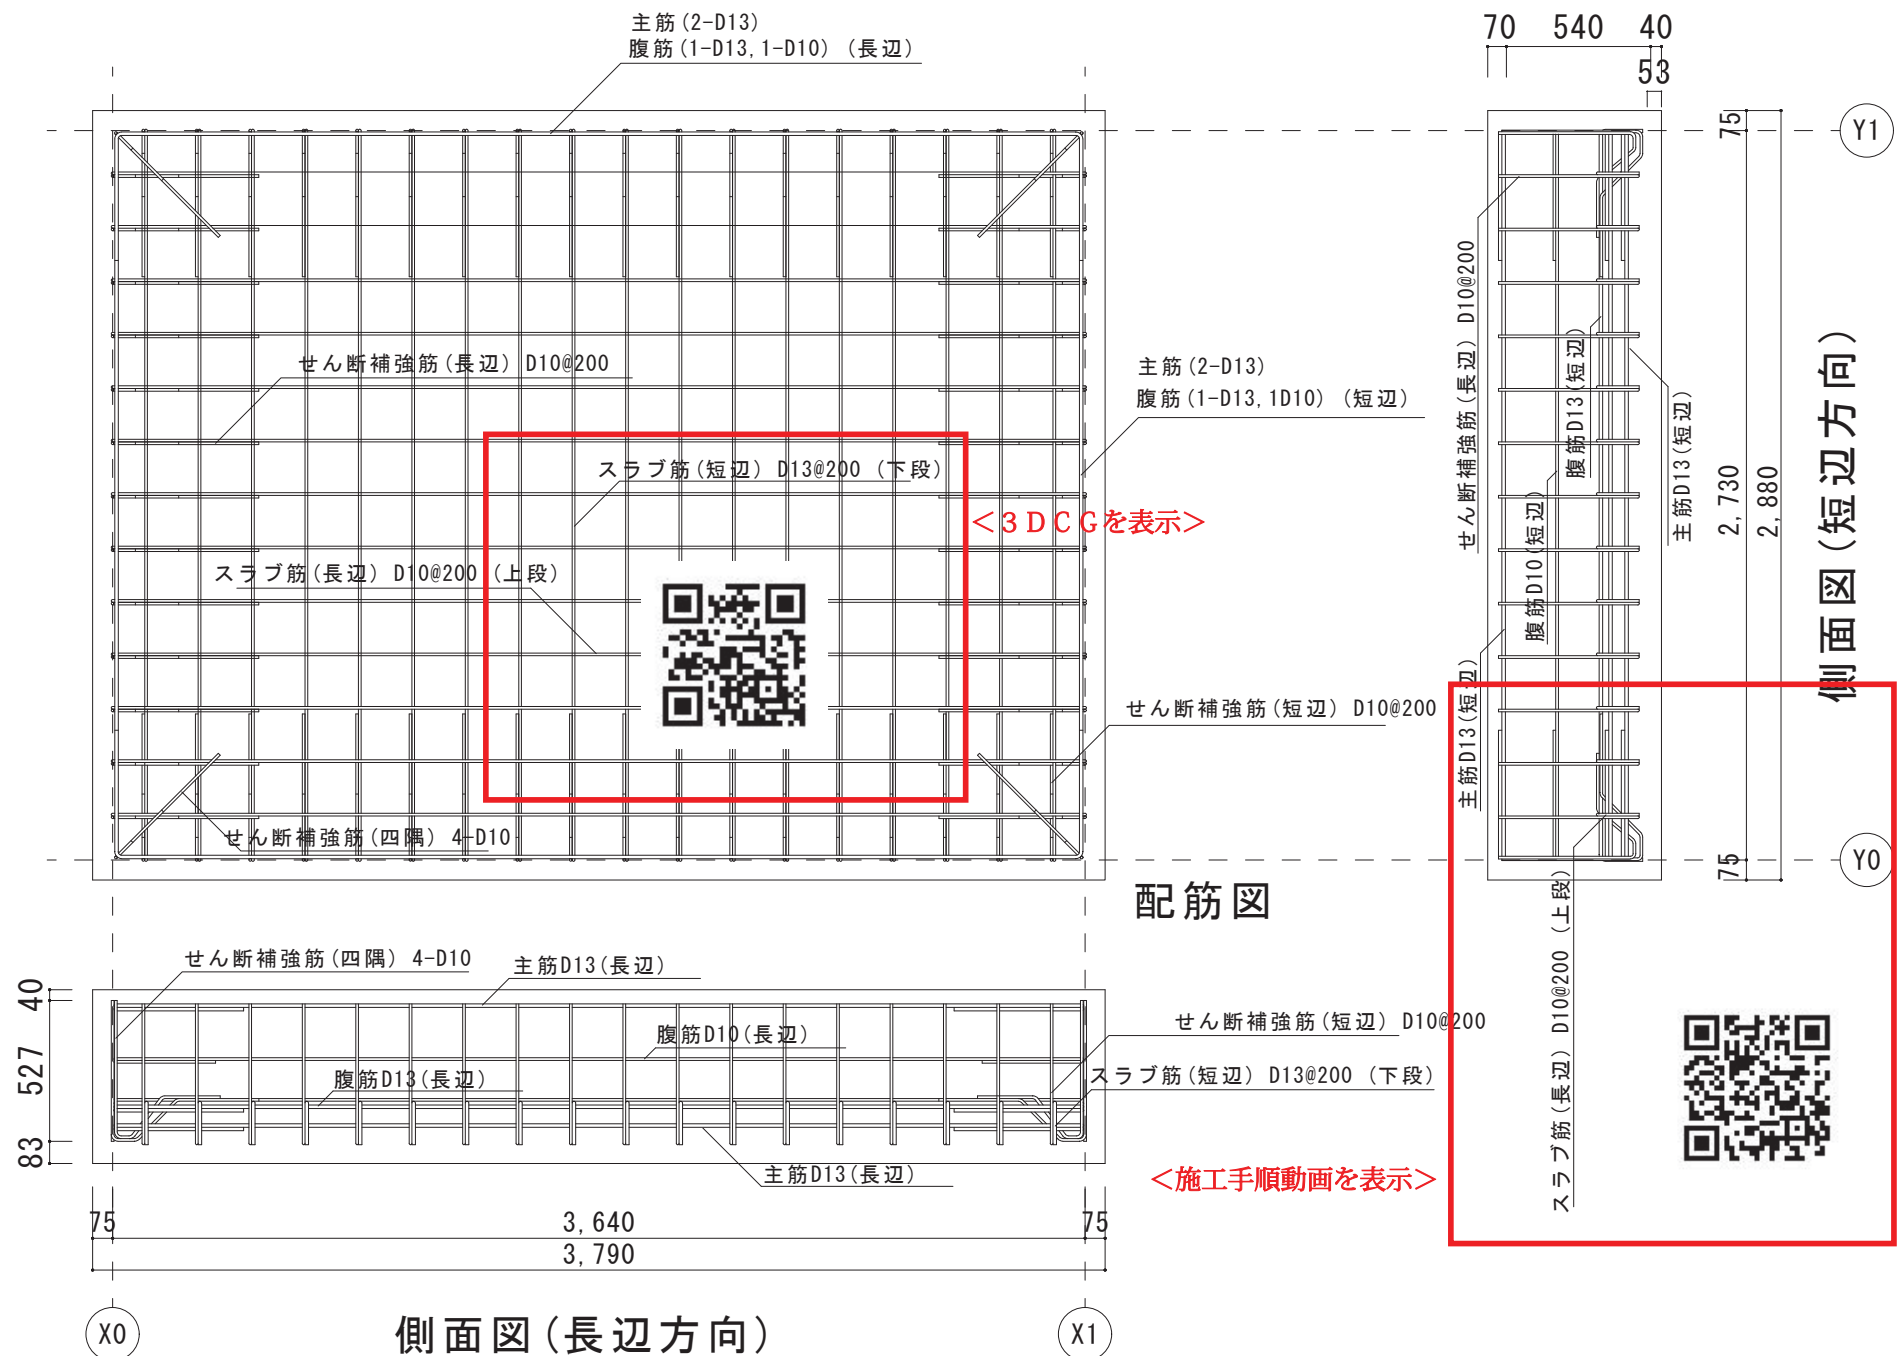 主筋(2-D13)
腹筋(1-D13,1-D10) (長辺)
70 540 40
53
75
Y1
せん断補強筋(長辺) D10@200
主筋(2-D13)
腹筋(1-D13,1D10) (短辺)
スラブ筋(短辺) D13@200 (下段)
<3DCGを表示>
スラブ筋(長辺) D10@200 (上段)
せん断補強筋(短辺) D10@200
せん断補強筋(四隅) 4-D10
せん断補強筋(長辺) D10@200
腹筋D13(短辺)
腹筋D10(短辺)
主筋D13(短辺)
主筋D13(短辺)
2,730
2,880
側面図(短辺方向)
75
Y0
スラブ筋(長辺) D10@200 (上段)
配筋図
せん断補強筋(四隅) 4-D10
主筋D13(長辺)
40
527
83
腹筋D10(長辺)
腹筋D13(長辺)
せん断補強筋(短辺) D10@200
スラブ筋(短辺) D13@200 (下段)
主筋D13(長辺)
<施工手順動画を表示>
75 3,640 75
3,790
X0 側面図(長辺方向) X1